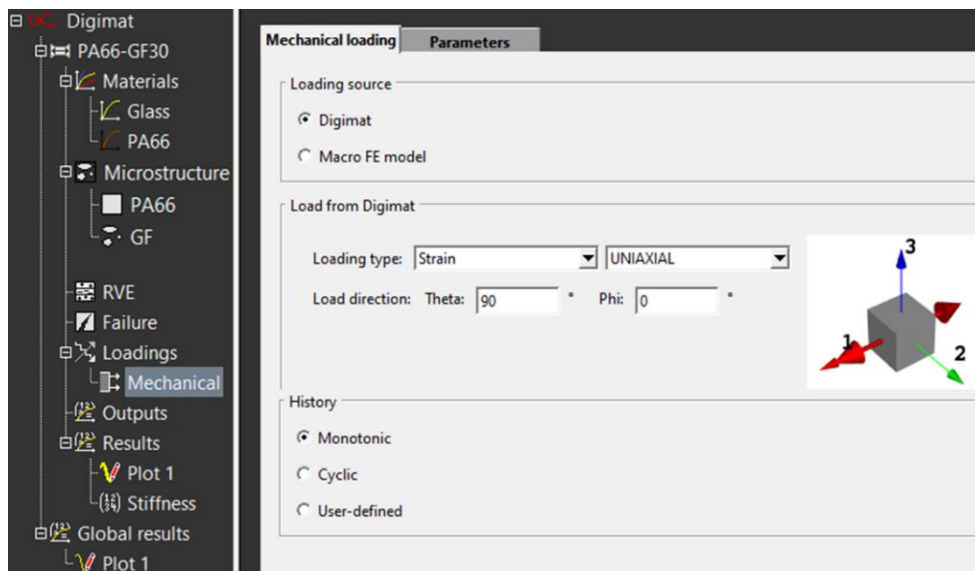 Digimat
PA66-GF30
Materials
Glass
PA66
Microstructure
PA66
GF
RVE
Failure
Loadings
Mechanical
Outputs
Results
Plot 1
Stiffness
Global results
Plot 1
Mechanical loading Parameters
Loading source
Digimat
Macro FE model
Load from Digimat
Loading type: Strain UNIAXIAL
Load direction: Theta: 90 ° Phi: 0 °
3
1
2
History
Monotonic
Cyclic
User-defined